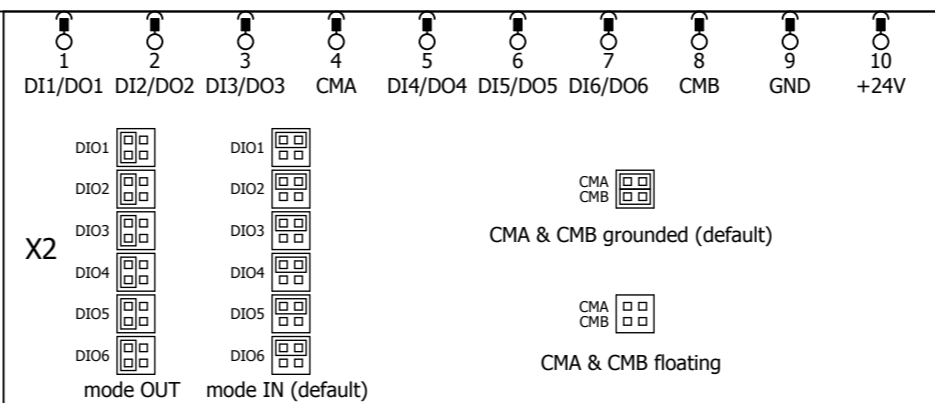 1 2 3 4 5 6 7 8 9 10
DI1/DO1 DI2/DO2 DI3/DO3 CMA DI4/DO4 DI5/DO5 DI6/DO6 CMB GND +24V
X2
DIO1
DIO2
DIO3
DIO4
DIO5
DIO6
mode OUT
DIO1
DIO2
DIO3
DIO4
DIO5
DIO6
mode IN (default)
CMA
CMB
CMA & CMB grounded (default)
CMA
CMB
CMA & CMB floating